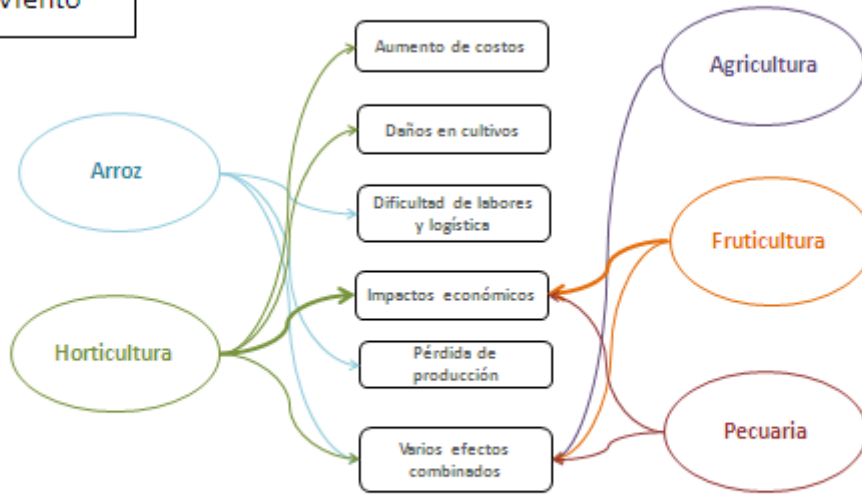 Viento
Aumento de costos
Agricultura
Daños en cultivos
Arroz
Dificultad de labores
y logística
Fruticultura
Impactos económicos
Horticultura
Pérdida de
producción
Pecuaria
Varios efectos
combinados